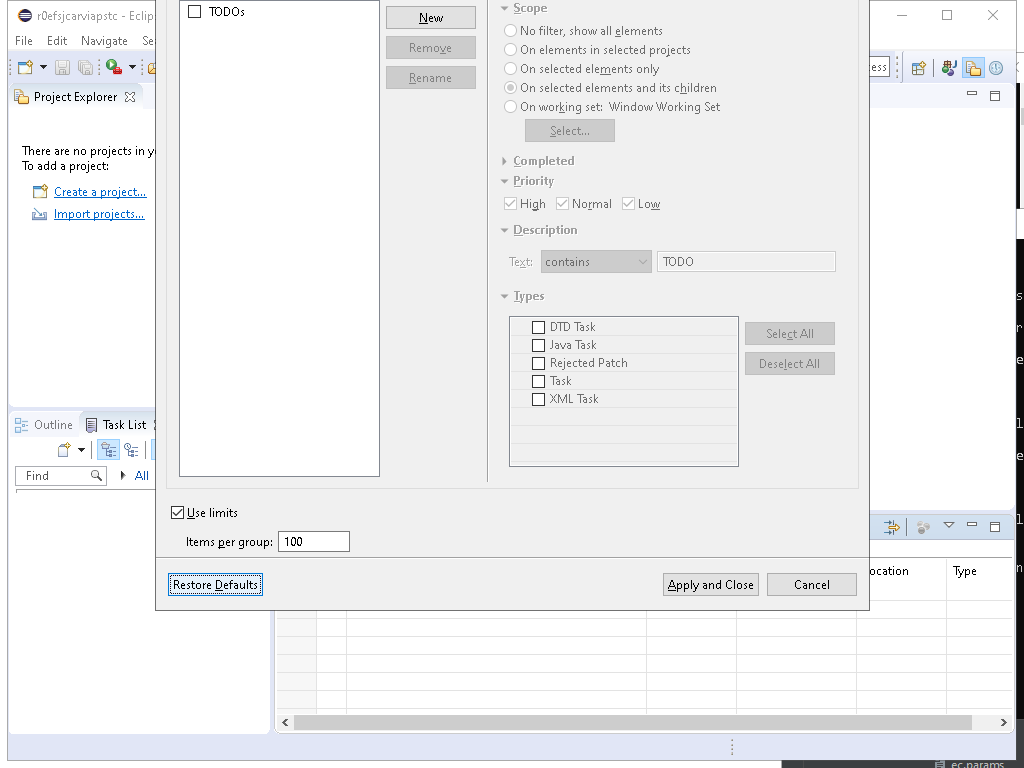 r0efsjcarviapstc - Eclip
File Edit Navigate Se
ess
Project Explorer
There are no projects in y
To add a project:
Create a project...
Import projects...
Outline Task List
Find All
TODOs
New
Remove
Rename
Scope
No filter, show all elements
On elements in selected projects
On selected elements only
On selected elements and its children
On working set: Window Working Set
Select...
Completed
Priority
High Normal Low
Description
Text: contains TODO
Types
DTD Task
Java Task
Rejected Patch
Task
XML Task
Select All
Deselect All
Use limits
Items per group: 100
Restore Defaults Apply and Close Cancel
ocation Type
ec.params